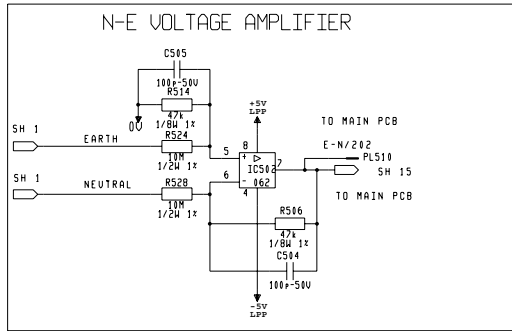 N-E VOLTAGE AMPLIFIER
C505
100p-50V
R514
47k
1/8W 1%
0V
+5V
LPP
TO MAIN PCB
SH 1
EARTH
R524
10M
1/2W 1%
5
8
+
7
E-N/202
PL510
SH 15
IC502
062
SH 1
NEUTRAL
R528
10M
1/2W 1%
6
-
4
TO MAIN PCB
R506
47k
1/8W 1%
C504
100p-50V
-5V
LPP